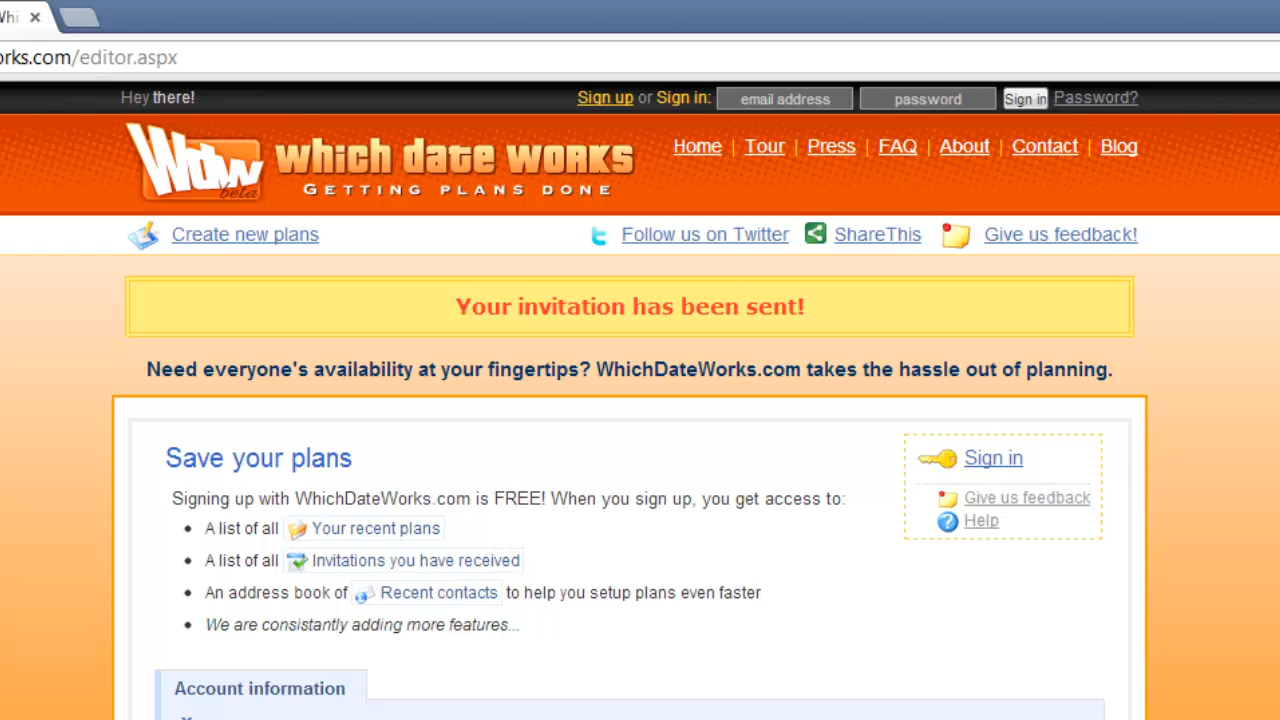 Whi
orks.com/editor.aspx
Hey there! Sign up or Sign in: email address password Sign in Password?
Wow beta which date works
GETTING PLANS DONE
Home | Tour | Press | FAQ | About | Contact | Blog
Create new plans Follow us on Twitter ShareThis Give us feedback!
Your invitation has been sent!
Need everyone's availability at your fingertips? WhichDateWorks.com takes the hassle out of planning.
Save your plans
Sign in
Signing up with WhichDateWorks.com is FREE! When you sign up, you get access to:
Give us feedback
Help
A list of all Your recent plans
A list of all Invitations you have received
An address book of Recent contacts to help you setup plans even faster
We are consistantly adding more features...
Account information